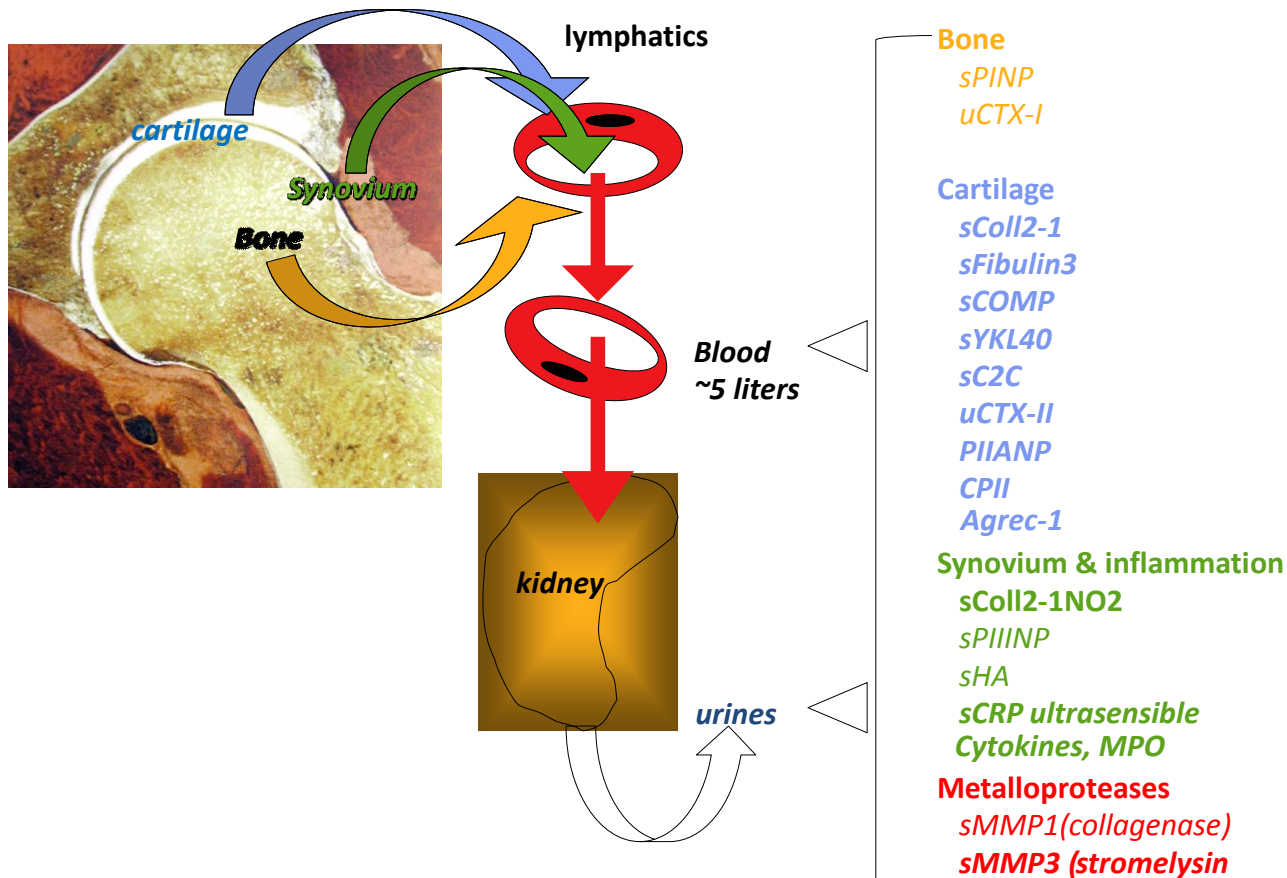 lymphatics
cartilage
Synovium
Bone
Blood
~5 liters
kidney
urines
Bone
sPINP
uCTX-I
Cartilage
sColl2-1
sFibulin3
sCOMP
sYKL40
sC2C
uCTX-II
PIIANP
CPII
Agrec-1
Synovium & inflammation
sColl2-1NO2
sPIIINP
sHA
sCRP ultrasensible
Cytokines, MPO
Metalloproteases
sMMP1(collagenase)
sMMP3 (stromelysin